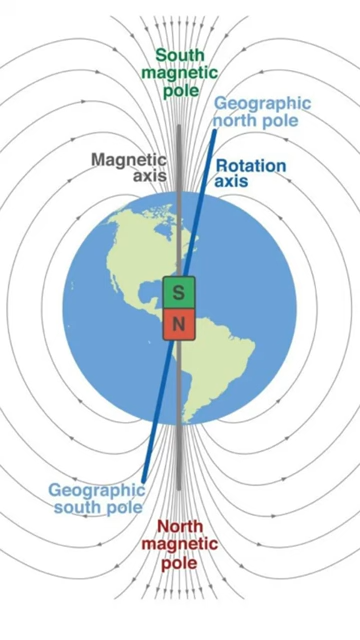 South
magnetic
pole
Geographic
north pole
Magnetic
axis
Rotation
axis
S
N
Geographic
south pole
North
magnetic
pole